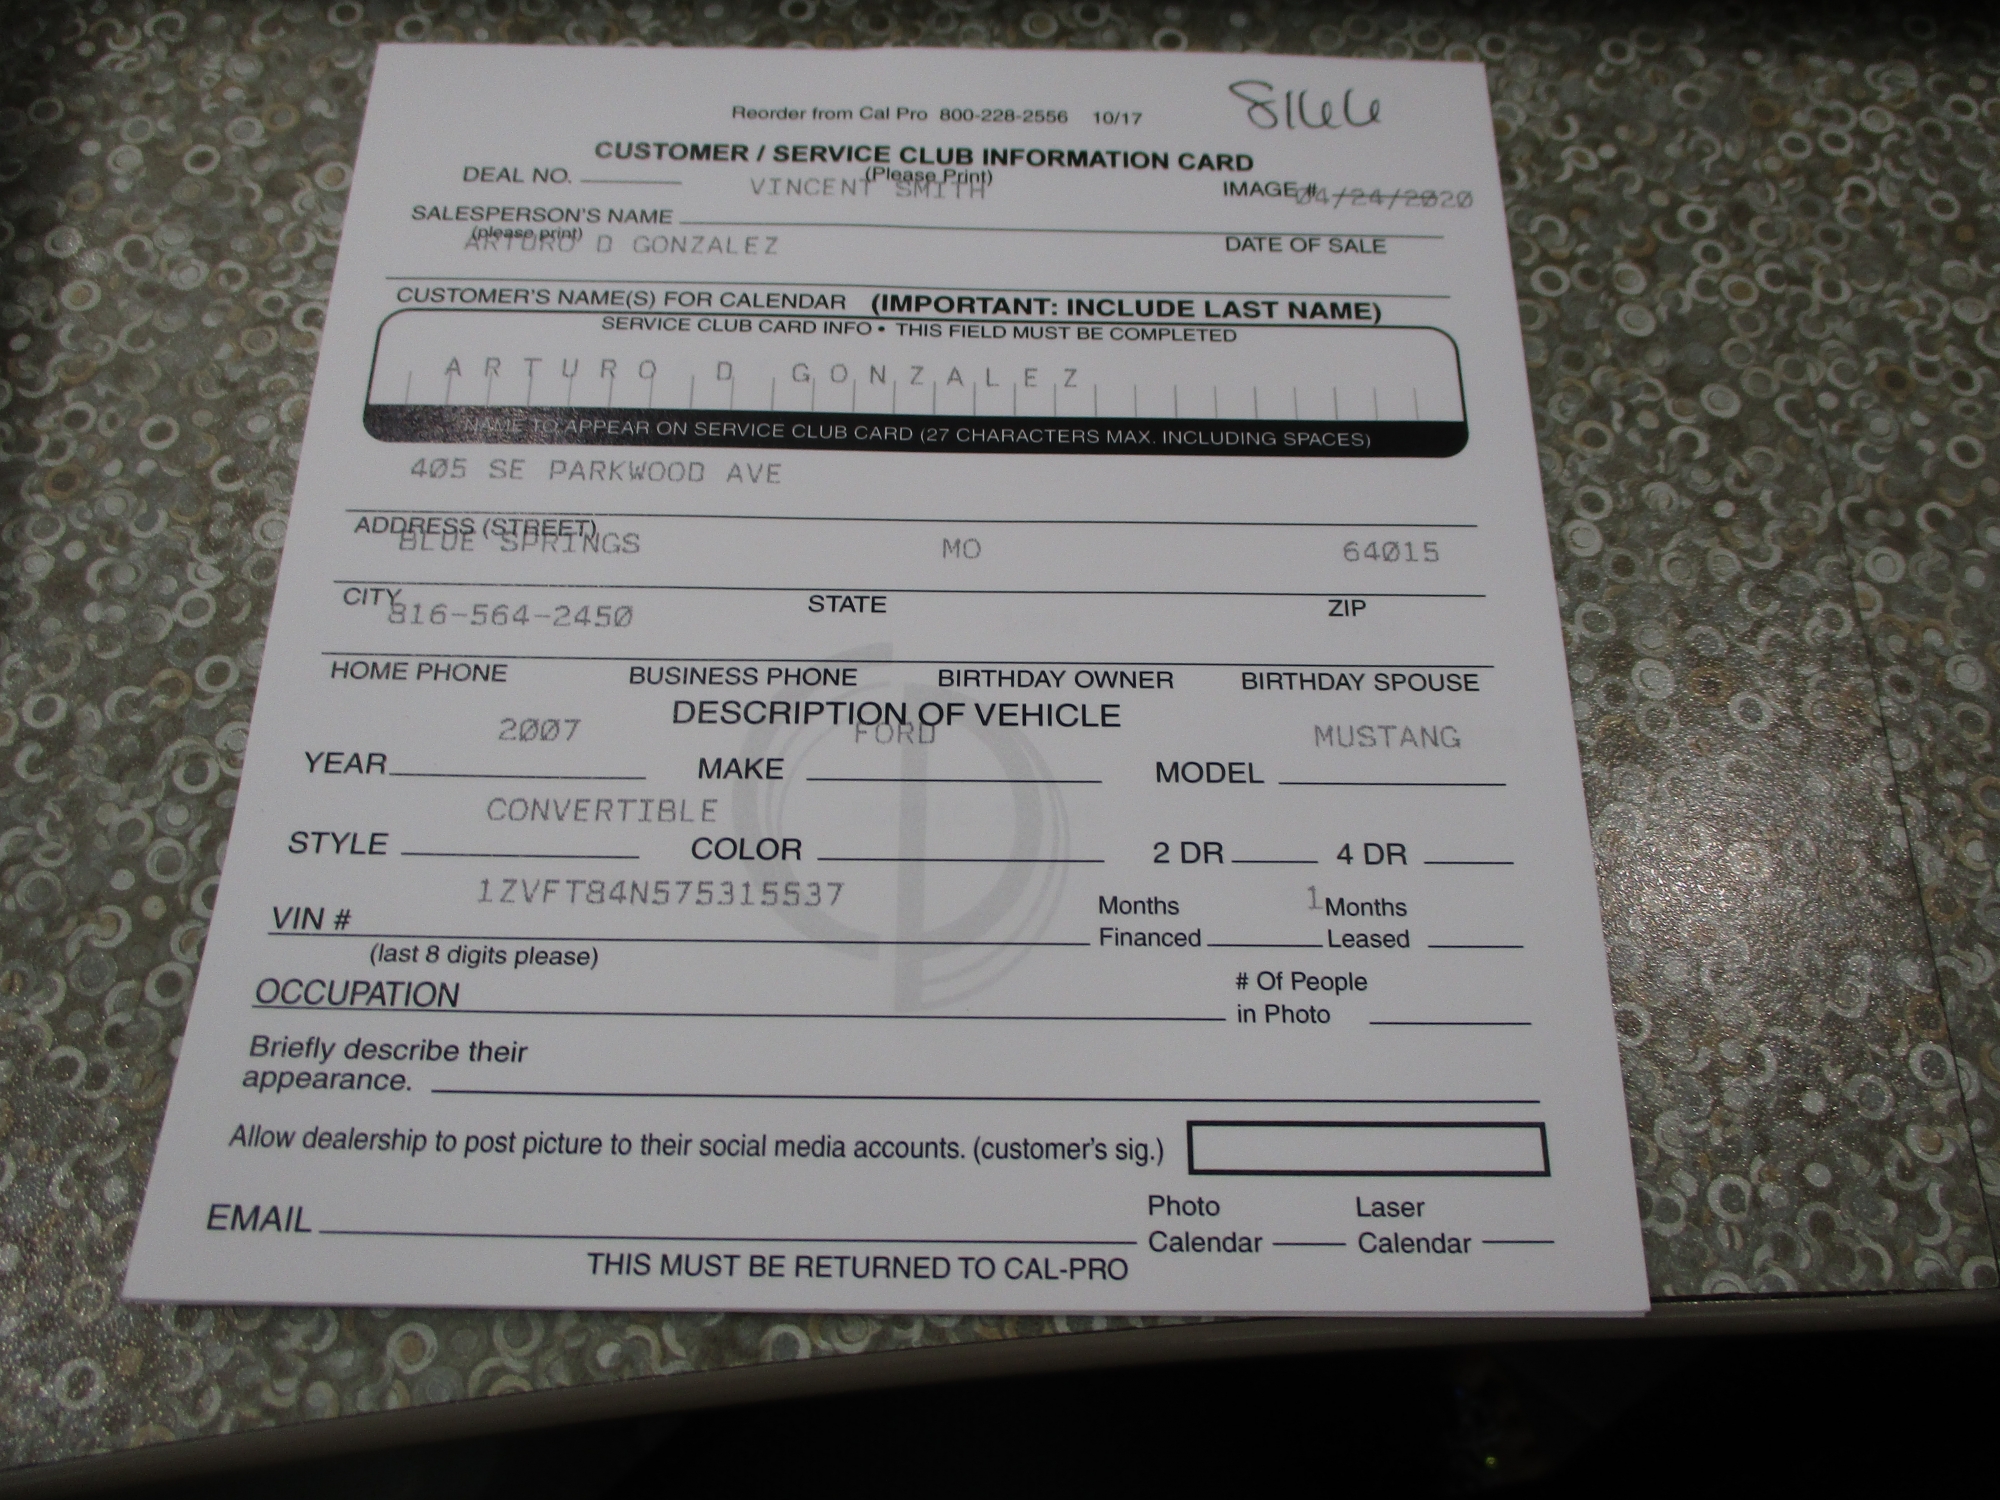 8166
Reorder from Cal Pro 800-228-2556 10/17
CUSTOMER / SERVICE CLUB INFORMATION CARD
(Please Print)
DEAL NO. VINCENT SMITH IMAGE # 04/24/2020
SALESPERSON'S NAME
(please print) DATE OF SALE
ARTURO D GONZALEZ
CUSTOMER'S NAME(S) FOR CALENDAR (IMPORTANT: INCLUDE LAST NAME)
SERVICE CLUB CARD INFO • THIS FIELD MUST BE COMPLETED
ARTURO D GONZALEZ
NAME TO APPEAR ON SERVICE CLUB CARD (27 CHARACTERS MAX. INCLUDING SPACES)
405 SE PARKWOOD AVE
ADDRESS (STREET)
BLUE SPRINGS MO 64015
CITY STATE ZIP
816-564-2450
HOME PHONE BUSINESS PHONE BIRTHDAY OWNER BIRTHDAY SPOUSE
DESCRIPTION OF VEHICLE
2007 FORD MUSTANG
YEAR MAKE MODEL
CONVERTIBLE
STYLE COLOR 2 DR 4 DR
1ZVFT84N575315537 1
VIN # Months Financed Months Leased
(last 8 digits please)
OCCUPATION # Of People in Photo
Briefly describe their
appearance.
Allow dealership to post picture to their social media accounts. (customer's sig.)
EMAIL Photo Calendar Laser Calendar
THIS MUST BE RETURNED TO CAL-PRO